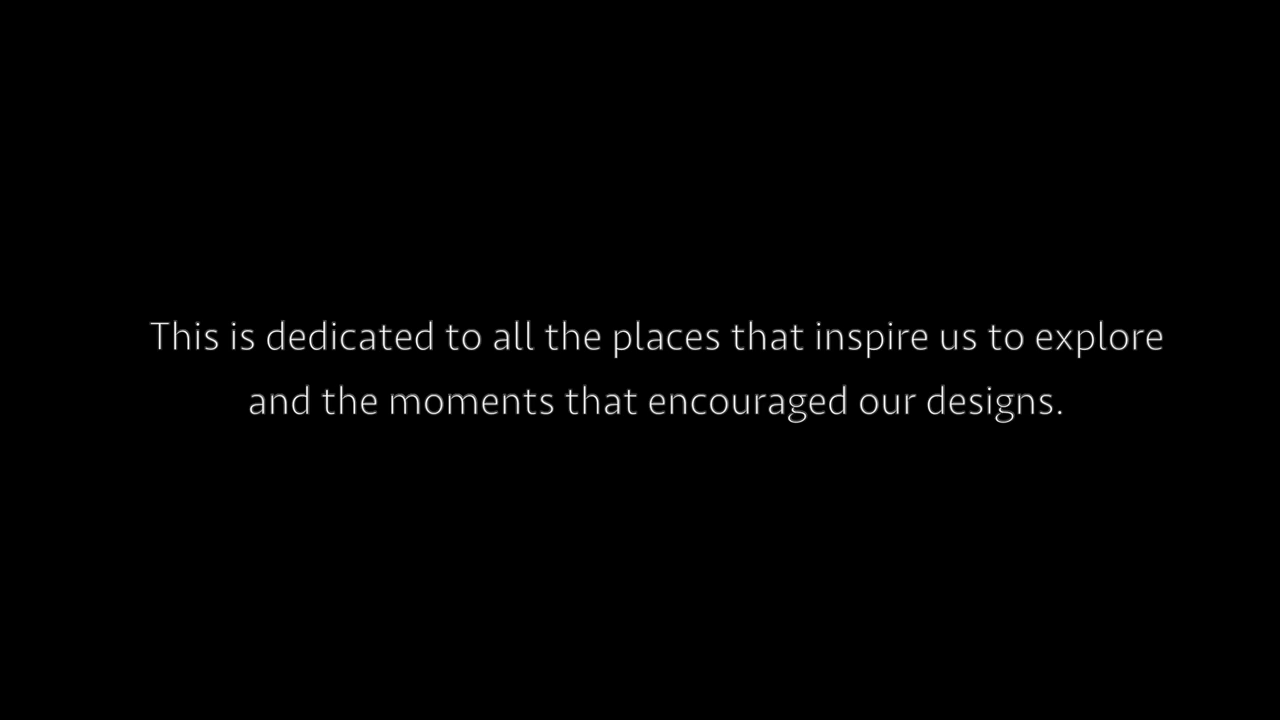 This is dedicated to all the places that inspire us to explore
and the moments that encouraged our designs.